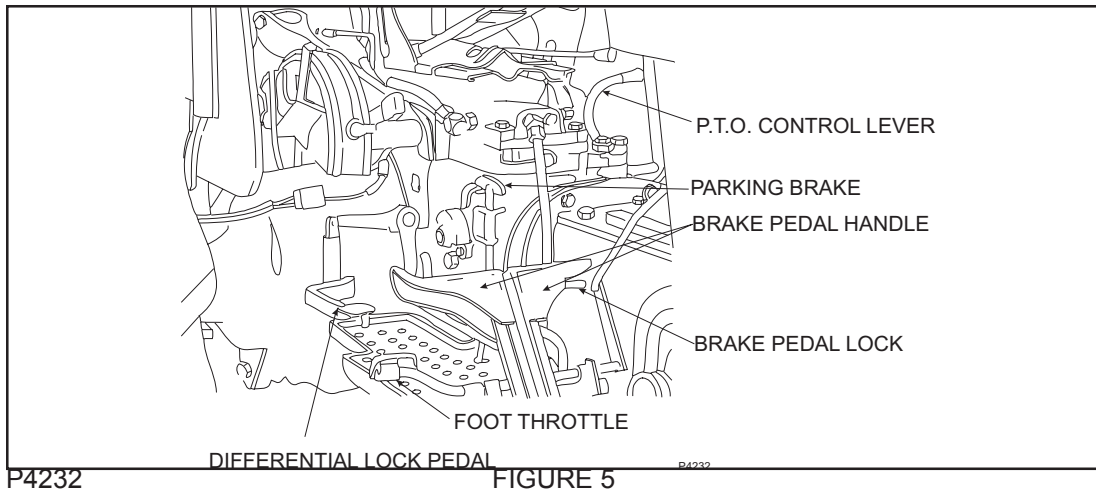 P.T.O. CONTROL LEVER
PARKING BRAKE
BRAKE PEDAL HANDLE
BRAKE PEDAL LOCK
FOOT THROTTLE
DIFFERENTIAL LOCK PEDAL
P4232
P4232
FIGURE 5